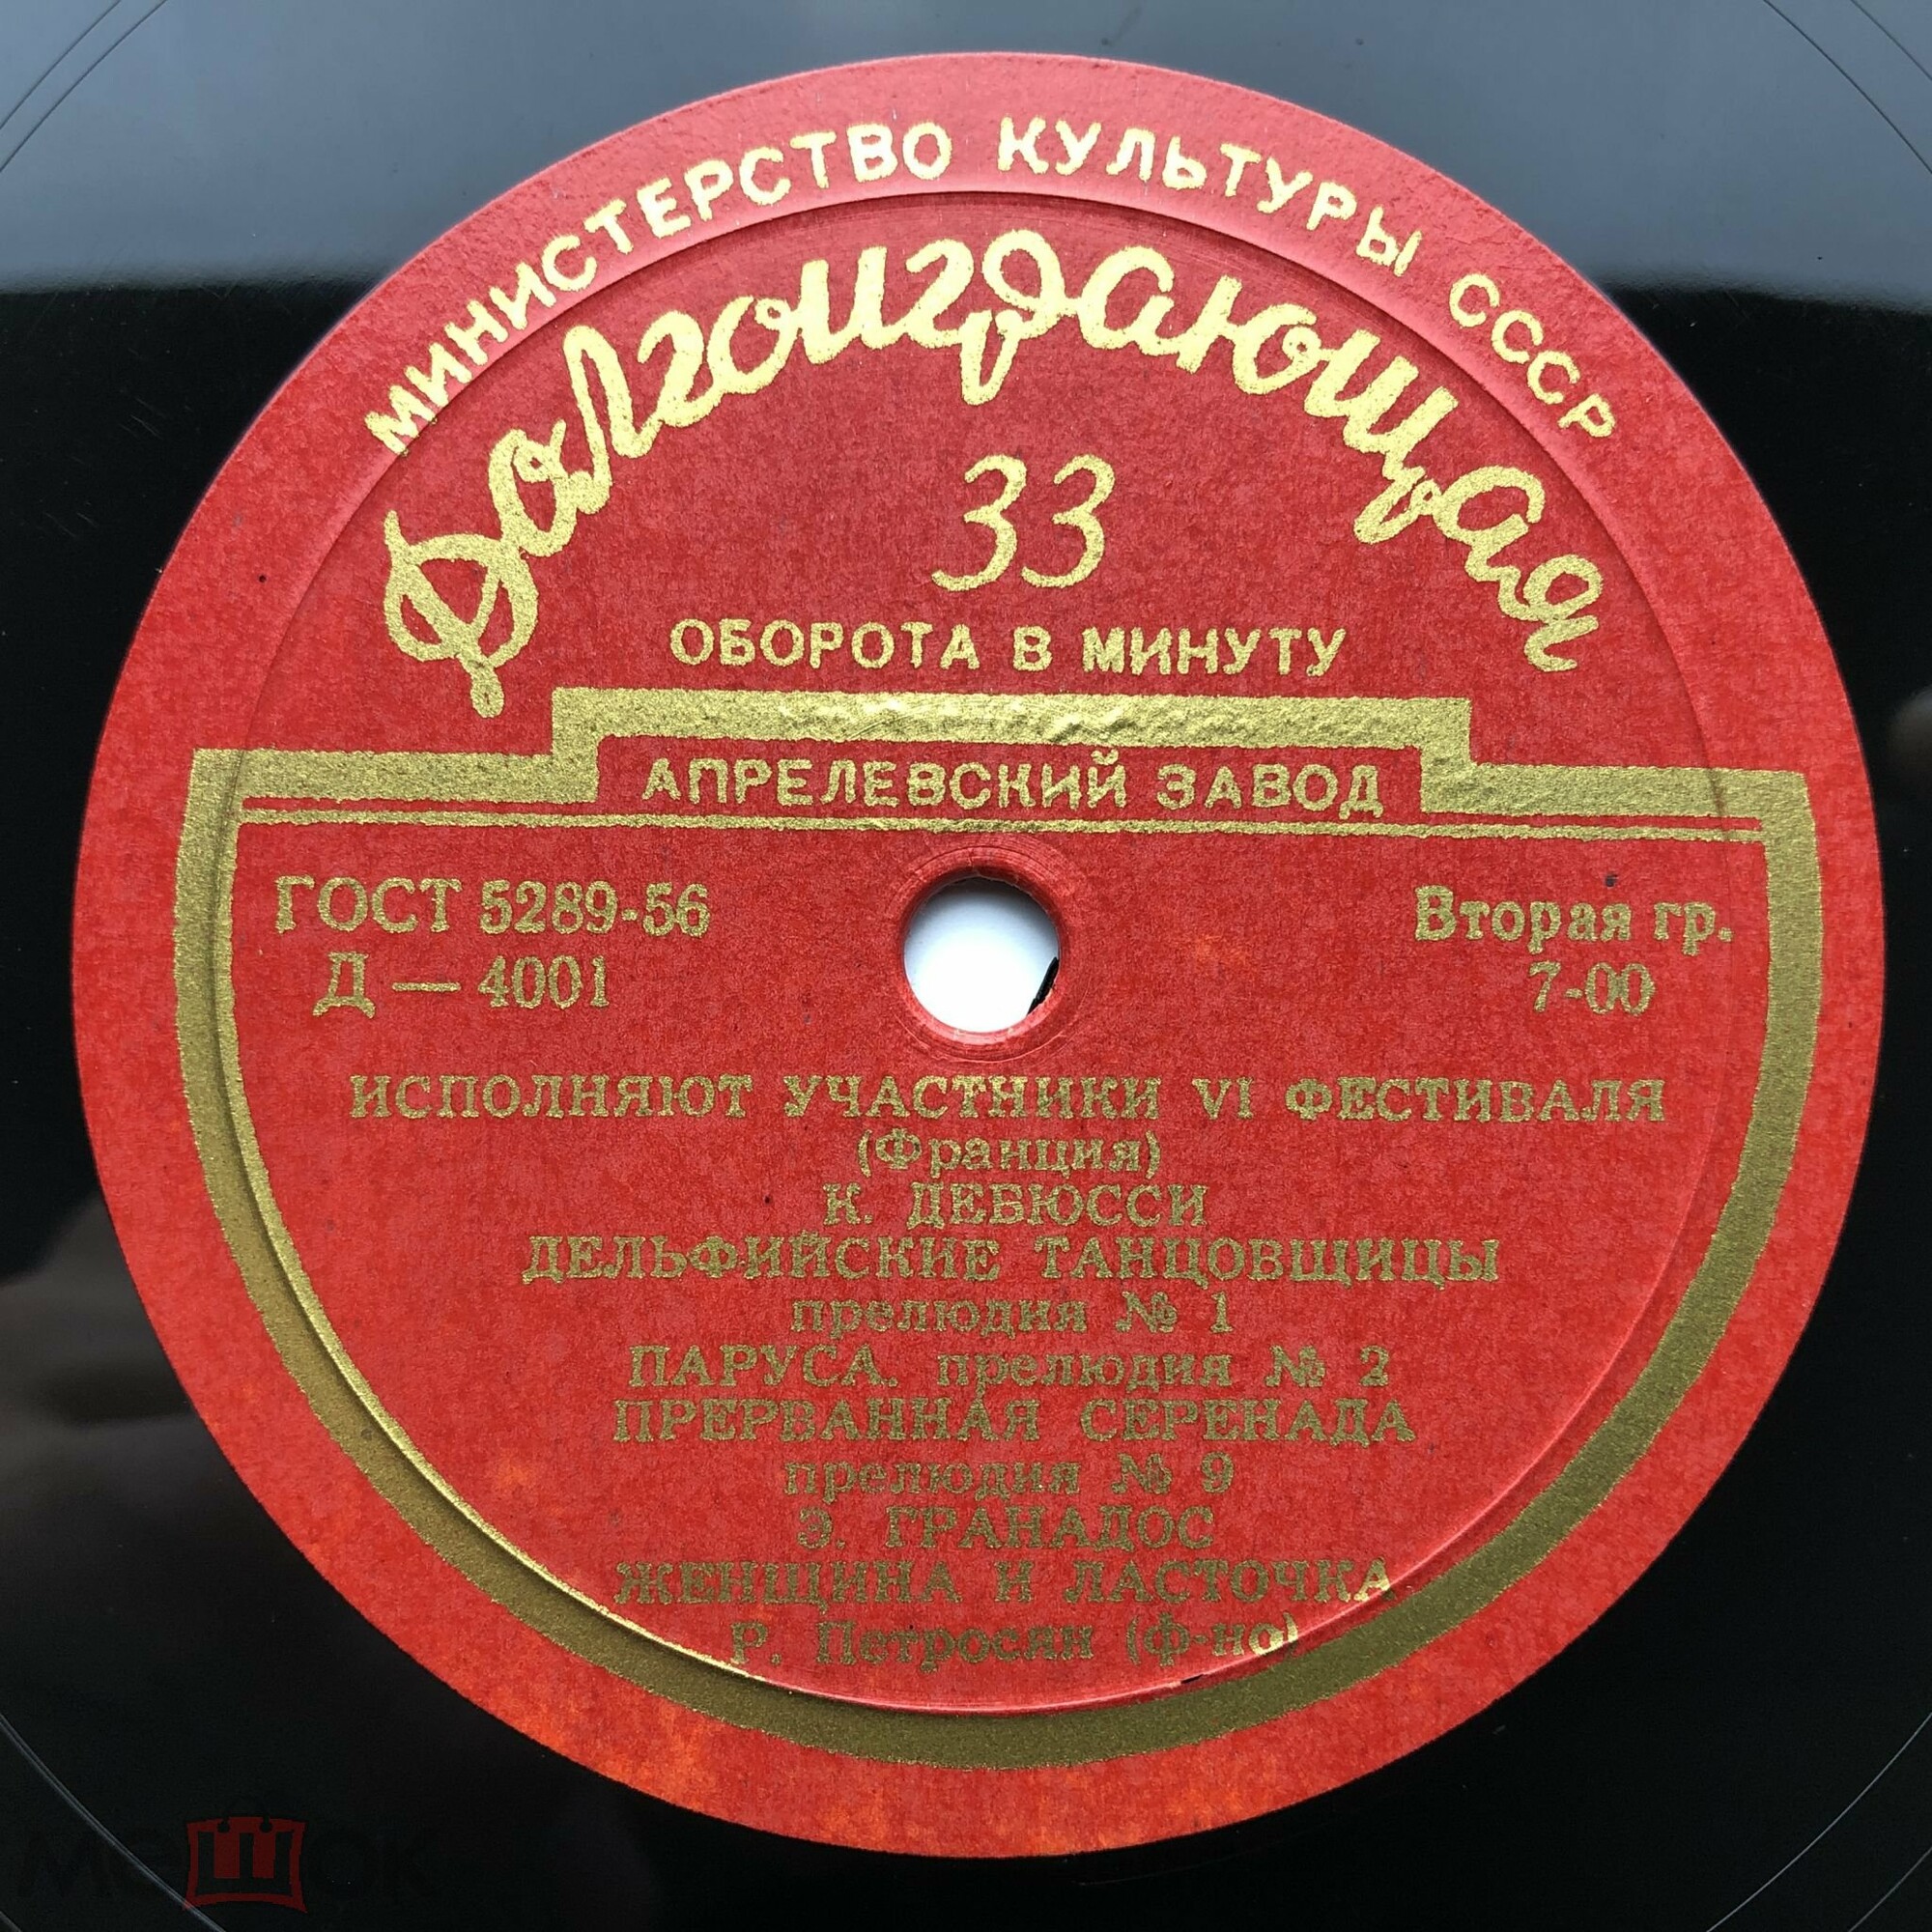 МИНИСТЕРСТВО КУЛЬТУРЫ СССР
Долгоиграющая
33
ОБОРОТА В МИНУТУ
АПРЕЛЕВСКИЙ ЗАВОД
ГОСТ 5289-56
Вторая гр.
Д — 4001
7-00
ИСПОЛНЯЮТ УЧАСТНИКИ VI ФЕСТИВАЛЯ
(Франция)
К. ДЕБЮССИ
ДЕЛЬФИЙСКИЕ ТАНЦОВЩИЦЫ
прелюдия № 1
ПАРУСА, прелюдия № 2
ПРЕРВАННАЯ СЕРЕНАДА
прелюдия № 9
Э. ГРАНАДОС
ЖЕНЩИНА И ЛАСТОЧКА
Р. Петросян (ф-но)
мешок